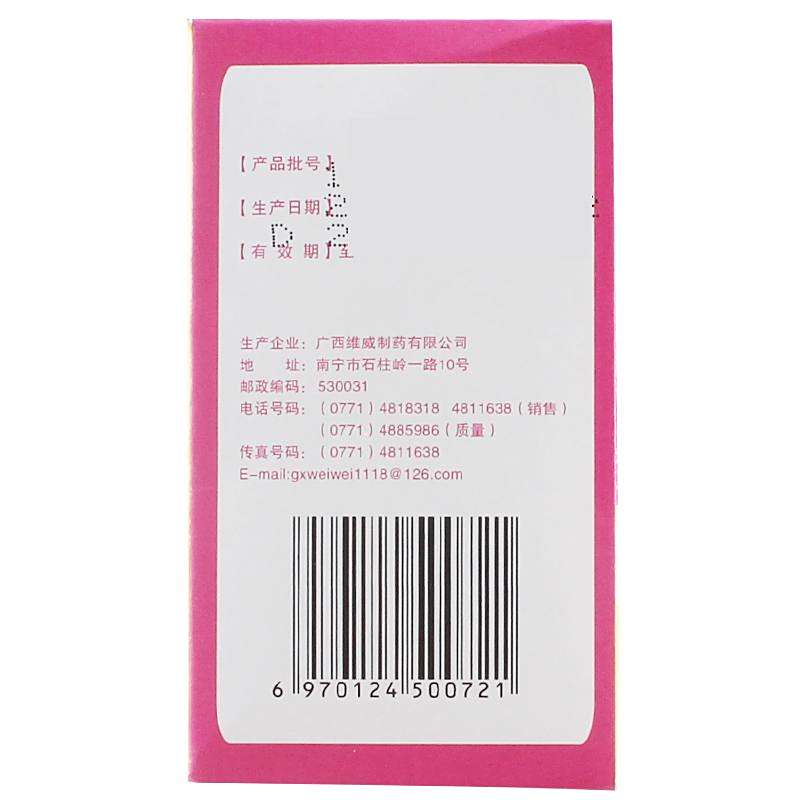 【产品批号】
【生产日期】
【有 效 期】至
生产企业：广西维威制药有限公司
地 址：南宁市石柱岭一路10号
邮政编码：530031
电话号码：（0771）4818318 4811638（销售）
（0771）4885986（质量）
传真号码：（0771）4811638
E-mail:gxweiwei1118@126.com
6 970124 500721